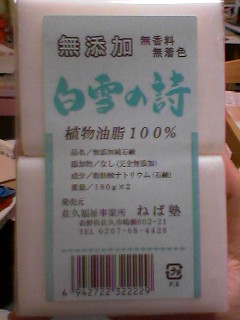 無添加
無香料
無着色
白雪の詩
植物油脂100%
品名/無添加純石鹸
添加物/なし(完全無添加)
成分/脂肪酸ナトリウム(石鹸)
重量/180g×2
発売元
佐久福祉事業所 ねば塾
TEL 0267-68-4428